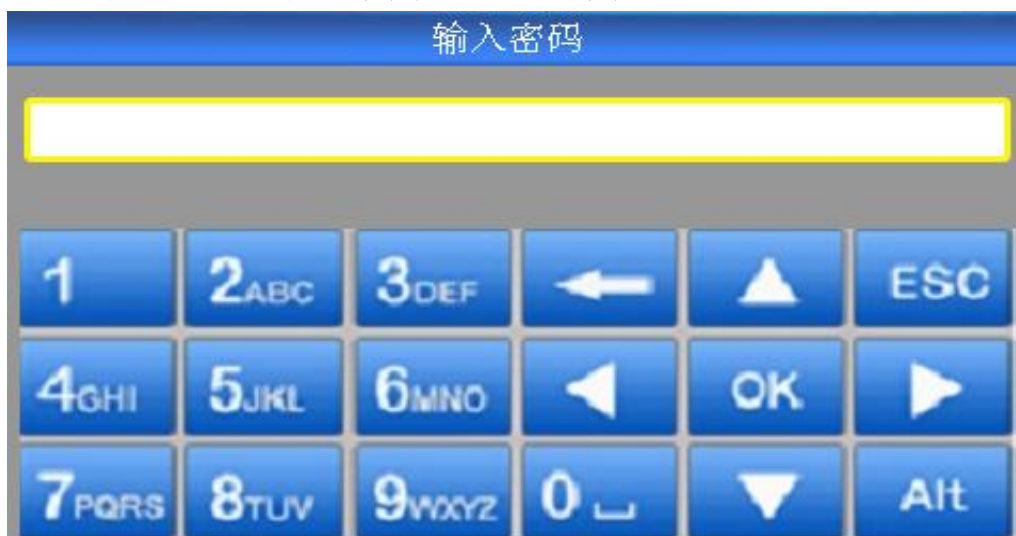 输入密码
1 2ABC 3DEF ESC
4GHI 5JKL 6MNO OK
7PQRS 8TUV 9WXYZ 0 Alt